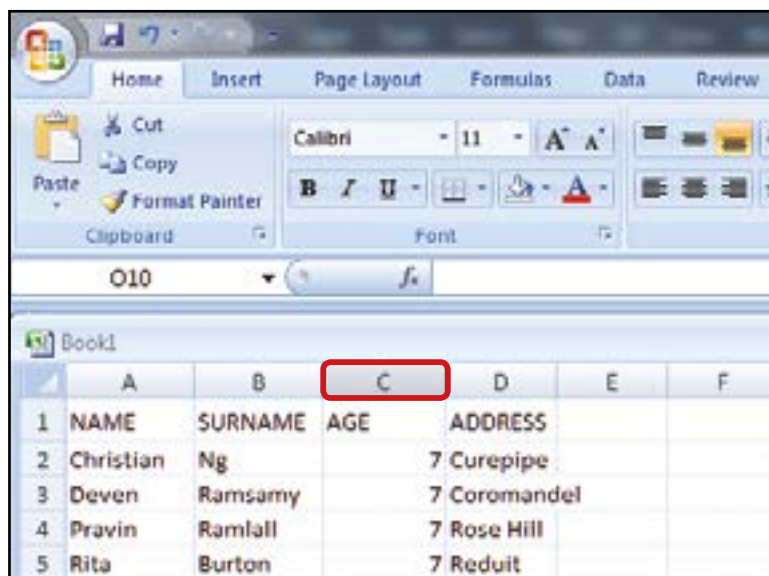 Home Insert Page Layout Formulas Data Review
Cut
Copy
Paste
Format Painter
Calibri 11 A A
B I U A
Clipboard Font
O10 fx
Book1
A B C D E F
1 NAME SURNAME AGE ADDRESS
2 Christian Ng 7 Curepipe
3 Deven Ramsamy 7 Coromandel
4 Pravin Ramlall 7 Rose Hill
5 Rita Burton 7 Reduit